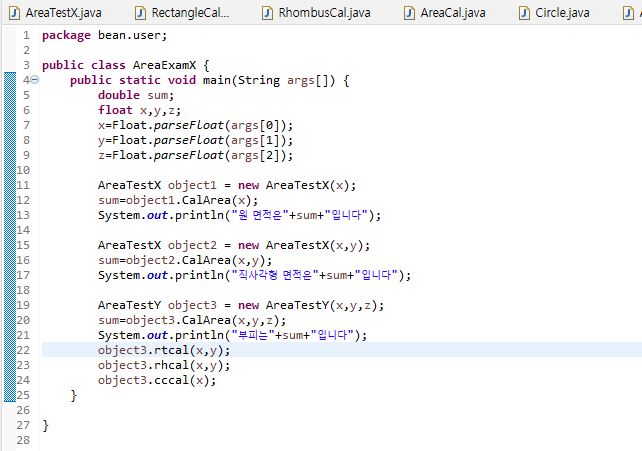 AreaTestX.java RectangleCal... RhombusCal.java AreaCal.java Circle.java
1 package bean.user;
2
3 public class AreaExamX {
4 public static void main(String args[]) {
5 double sum;
6 float x,y,z;
7 x=Float.parseFloat(args[0]);
8 y=Float.parseFloat(args[1]);
9 z=Float.parseFloat(args[2]);
10
11 AreaTestX object1 = new AreaTestX(x);
12 sum=object1.CalArea(x);
13 System.out.println("원 면적은"+sum+"입니다");
14
15 AreaTestX object2 = new AreaTestX(x,y);
16 sum=object2.CalArea(x,y);
17 System.out.println("직사각형 면적은"+sum+"입니다");
18
19 AreaTestY object3 = new AreaTestY(x,y,z);
20 sum=object3.CalArea(x,y,z);
21 System.out.println("부피는"+sum+"입니다");
22 object3.rtcal(x,y);
23 object3.rhcal(x,y);
24 object3.cccal(x);
25 }
26
27 }
28